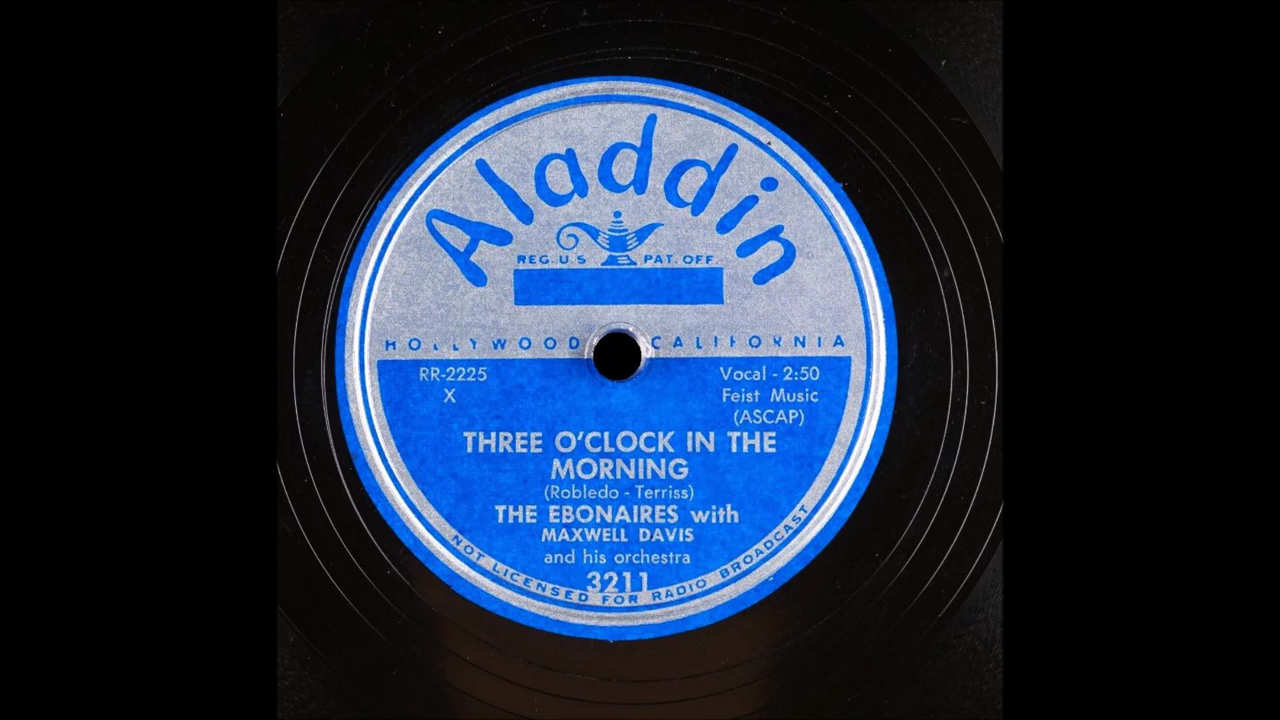 Aladdin
REG. U.S. PAT. OFF.
HOLLYWOOD CALIFORNIA
RR-2225
X
Vocal - 2:50
Feist Music
(ASCAP)
THREE O'CLOCK IN THE
MORNING
(Robledo - Terriss)
THE EBONAIRES with
MAXWELL DAVIS
and his orchestra
3211
NOT LICENSED FOR RADIO BROADCAST